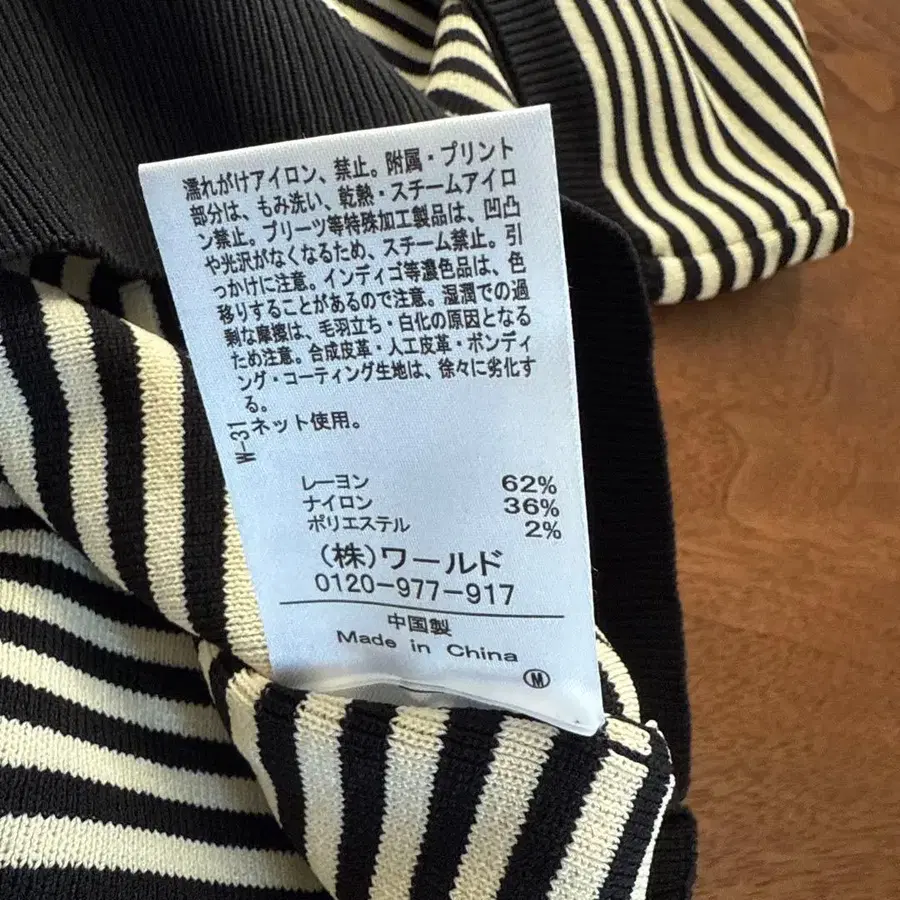 濡れがけアイロン、禁止。附属・プリント
部分は、もみ洗い、乾熱・スチームアイロ
ン禁止。プリーツ等特殊加工製品は、凹凸
や光沢がなくなるため、スチーム禁止。引
っかけに注意。インディゴ等濃色品は、色
移りすることがあるので注意。湿潤での過
剰な摩擦は、毛羽立ち・白化の原因となる
ため注意。合成皮革・人工皮革・ボンディ
ング・コーティング生地は、徐々に劣化す
る。
ネット使用。
W-31
レーヨン 62%
ナイロン 36%
ポリエステル 2%
(株)ワールド
0120-977-917
中国製
Made in China
M